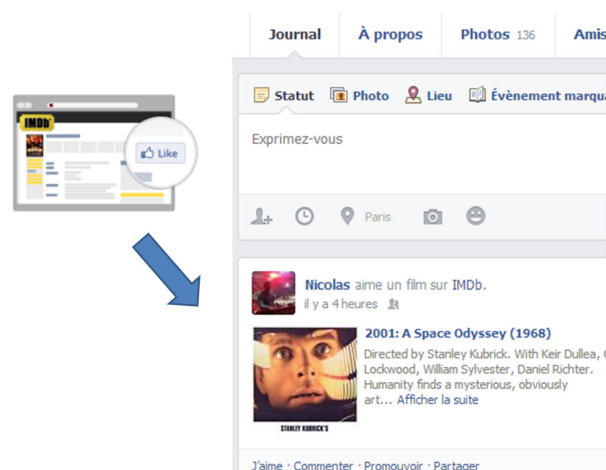 IMDb
Like
Journal À propos Photos 136 Amis
Statut Photo Lieu Évènement marqua
Exprimez-vous
Paris
Nicolas aime un film sur IMDb.
il y a 4 heures
2001: A Space Odyssey (1968)
Directed by Stanley Kubrick. With Keir Dullea,
Lockwood, William Sylvester, Daniel Richter.
Humanity finds a mysterious, obviously
art... Afficher la suite
STANLEY KUBRICK'S
J'aime · Commenter · Promouvoir · Partager